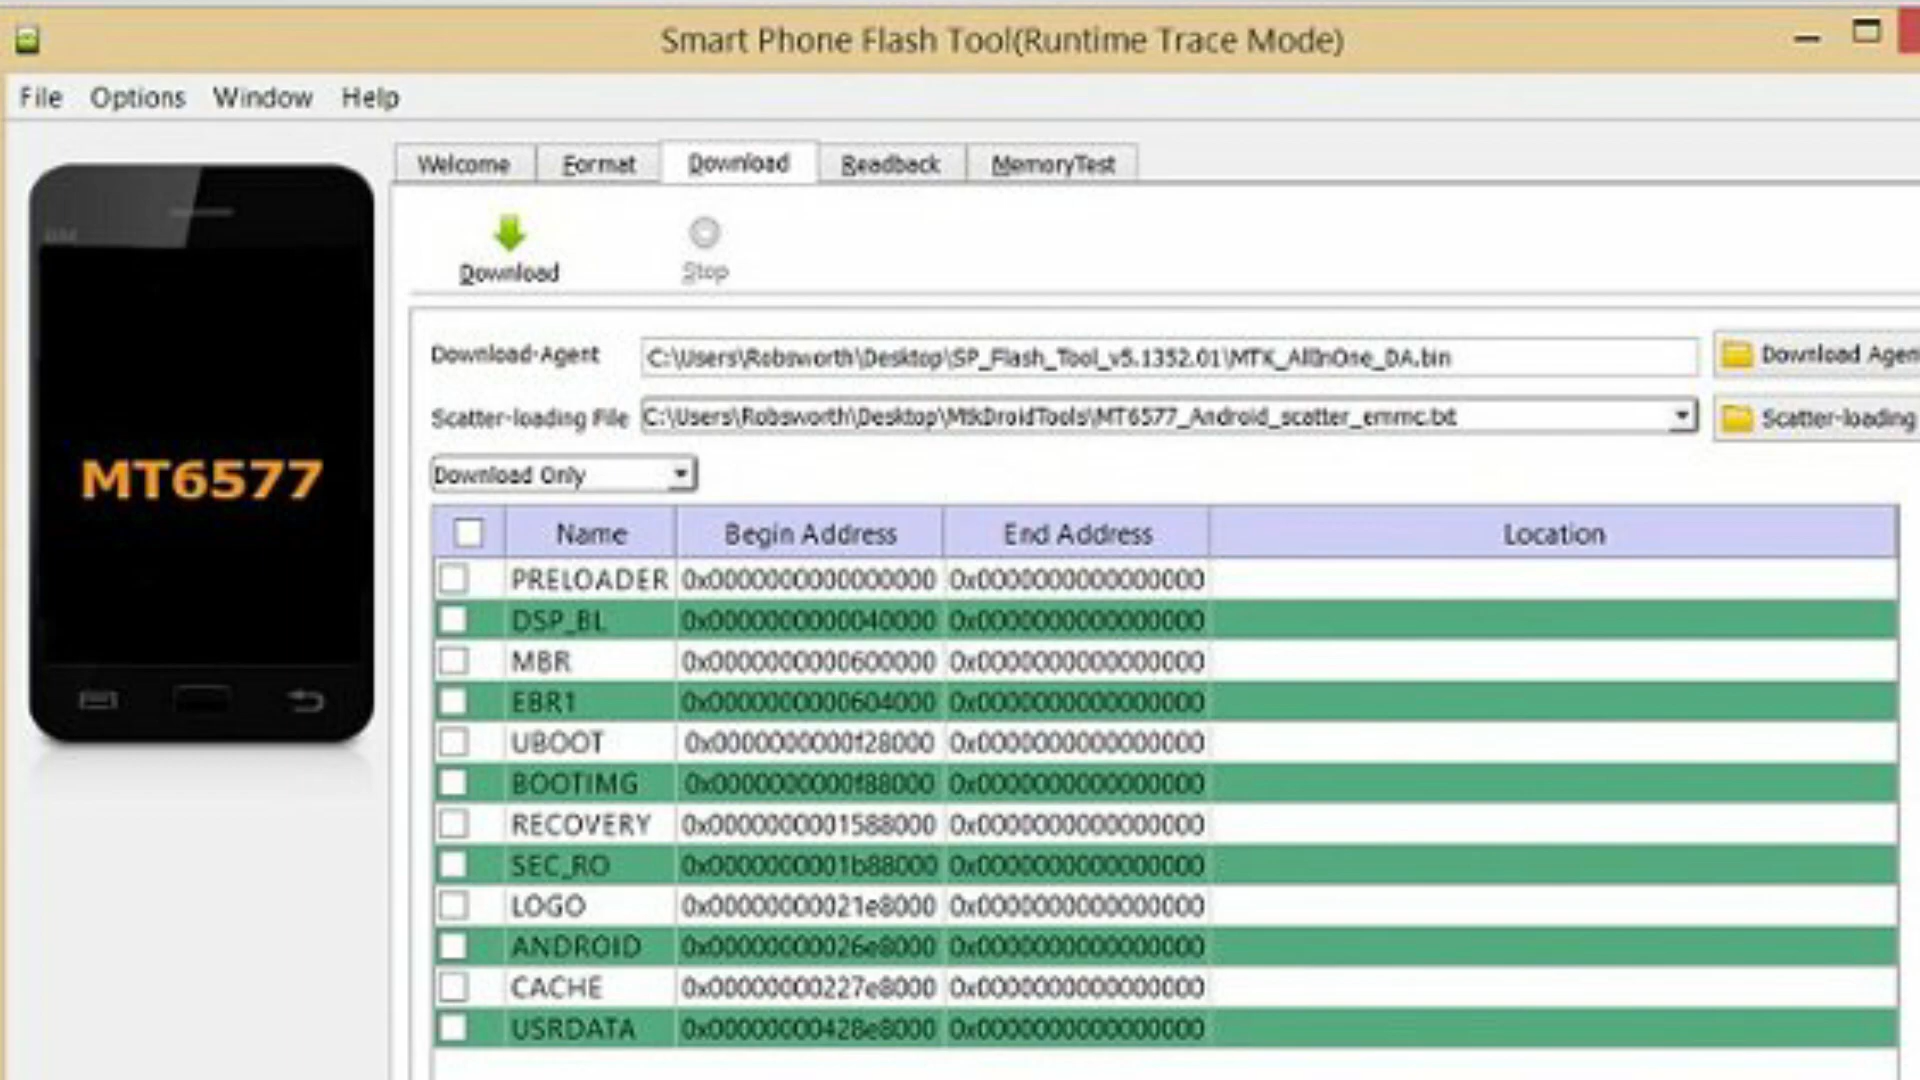 Smart Phone Flash Tool(Runtime Trace Mode)
File Options Window Help
Welcome Format Download Readback MemoryTest
Download Stop
Download-Agent C:\Users\Robsworth\Desktop\SP_Flash_Tool_v5.1352.01\MTK_AllInOne_DA.bin Download Agent
Scatter-loading File C:\Users\Robsworth\Desktop\MtkDroidTools\MT6577_Android_scatter_emmc.txt Scatter-loading
MT6577
Download Only
Name Begin Address End Address Location
PRELOADER 0x0000000000000000 0x0000000000000000
DSP_BL 0x0000000000040000 0x0000000000000000
MBR 0x0000000000600000 0x0000000000000000
EBR1 0x0000000000604000 0x0000000000000000
UBOOT 0x0000000000f28000 0x0000000000000000
BOOTIMG 0x0000000000f88000 0x0000000000000000
RECOVERY 0x0000000001588000 0x0000000000000000
SEC_RO 0x0000000001b88000 0x0000000000000000
LOGO 0x00000000021e8000 0x0000000000000000
ANDROID 0x00000000026e8000 0x0000000000000000
CACHE 0x00000000227e8000 0x0000000000000000
USRDATA 0x00000000428e8000 0x0000000000000000